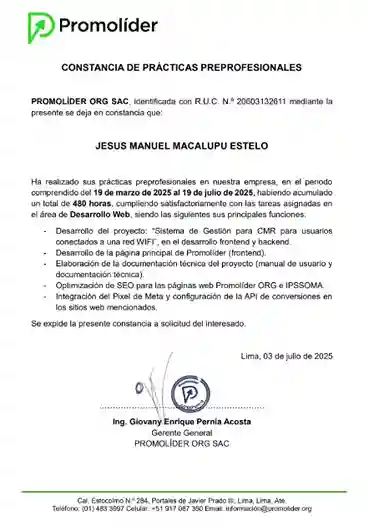 Promolíder
CONSTANCIA DE PRÁCTICAS PREPROFESIONALES
PROMOLÍDER ORG SAC, identificada con R.U.C. N.º 20603132611 mediante la
presente se deja en constancia que:
JESUS MANUEL MACALUPU ESTELO
Ha realizado sus prácticas preprofesionales en nuestra empresa, en el periodo
comprendido del 19 de marzo de 2025 al 19 de julio de 2025, habiendo acumulado
un total de 480 horas, cumpliendo satisfactoriamente con las tareas asignadas en
el área de Desarrollo Web, siendo las siguientes sus principales funciones.
- Desarrollo del proyecto: “Sistema de Gestión para CMR para usuarios
conectados a una red WIFI”, en el desarrollo frontend y backend.
- Desarrollo de la página principal de Promolíder (frontend).
- Elaboración de la documentación técnica del proyecto (manual de usuario y
documentación técnica).
- Optimización de SEO para las páginas web Promolíder ORG e IPSSOMA.
- Integración del Pixel de Meta y configuración de la API de conversiones en
los sitios web mencionados.
Se expide la presente constancia a solicitud del interesado.
Lima, 03 de julio de 2025
Ing. Giovany Enrique Pernia Acosta
Gerente General
PROMOLÍDER ORG SAC
Cal. Estocolmo N.º 284, Portales de Javier Prado III, Lima, Lima, Ate.
Teléfono: (01) 483 3997 Celular: +51 917 087 350 Email: información@promolider.org